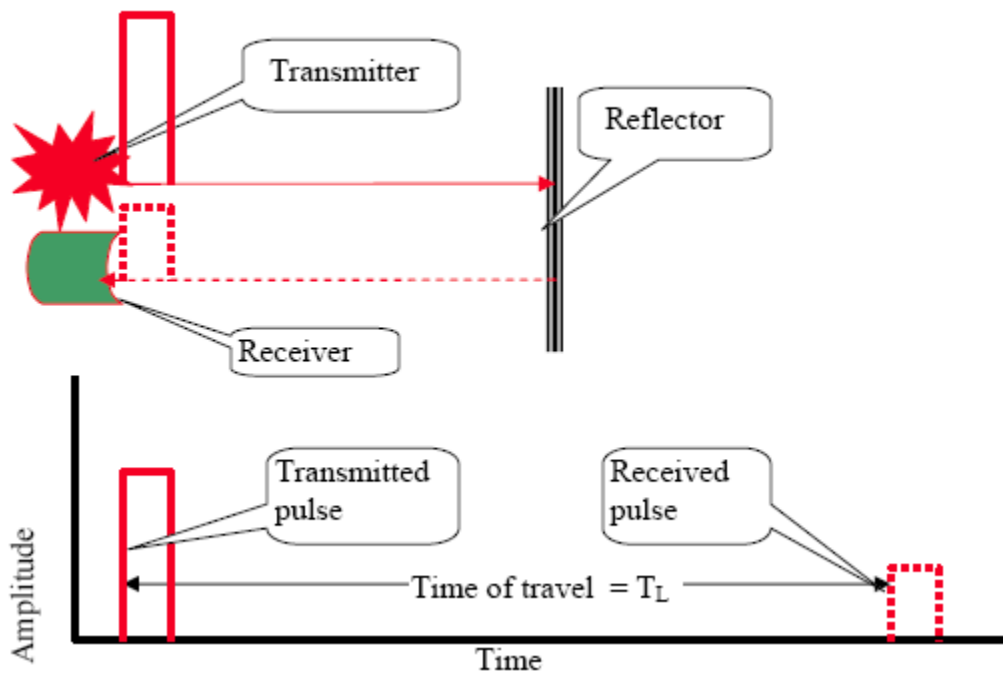 Transmitter
Reflector
Receiver
Transmitted
pulse
Received
pulse
Time of travel = T_L
Amplitude
Time